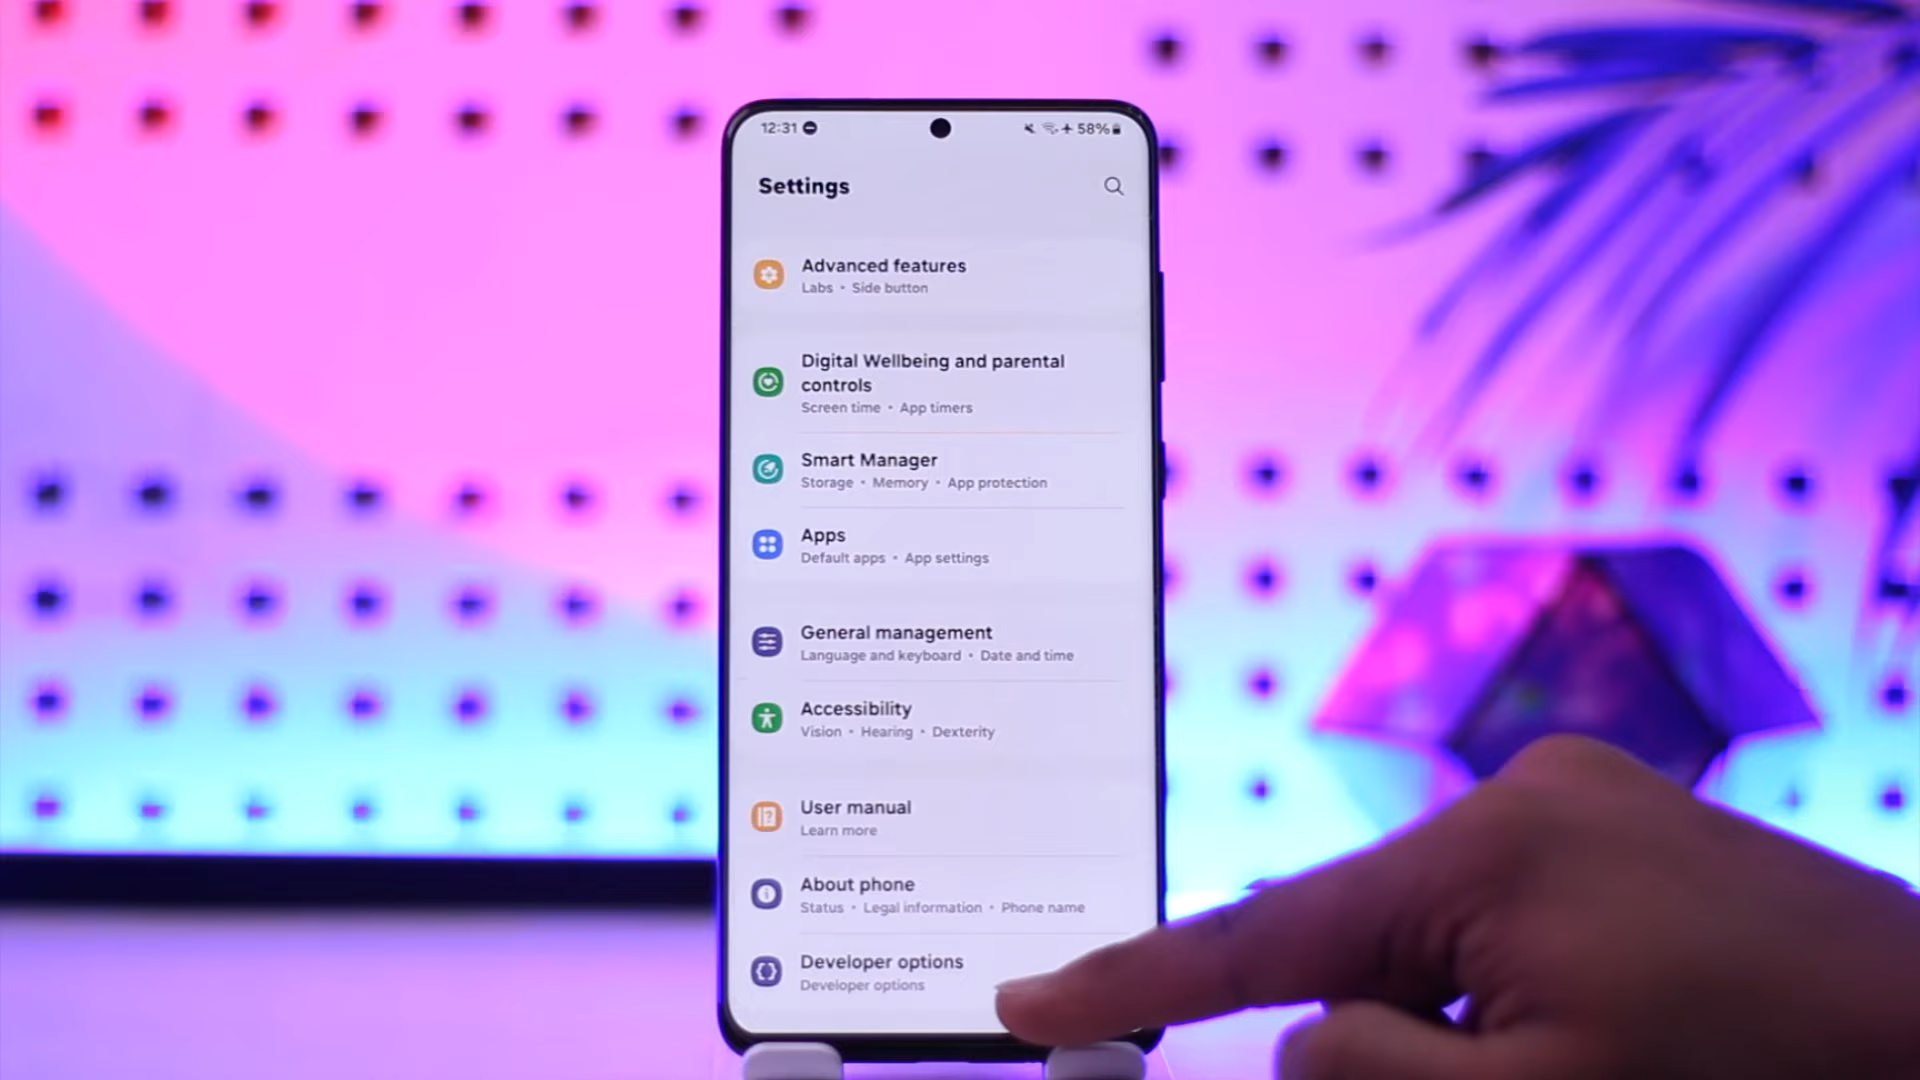 12:31 58%
Settings
Advanced features
Labs • Side button
Digital Wellbeing and parental
controls
Screen time • App timers
Smart Manager
Storage • Memory • App protection
Apps
Default apps • App settings
General management
Language and keyboard • Date and time
Accessibility
Vision • Hearing • Dexterity
User manual
Learn more
About phone
Status • Legal information • Phone name
Developer options
Developer options